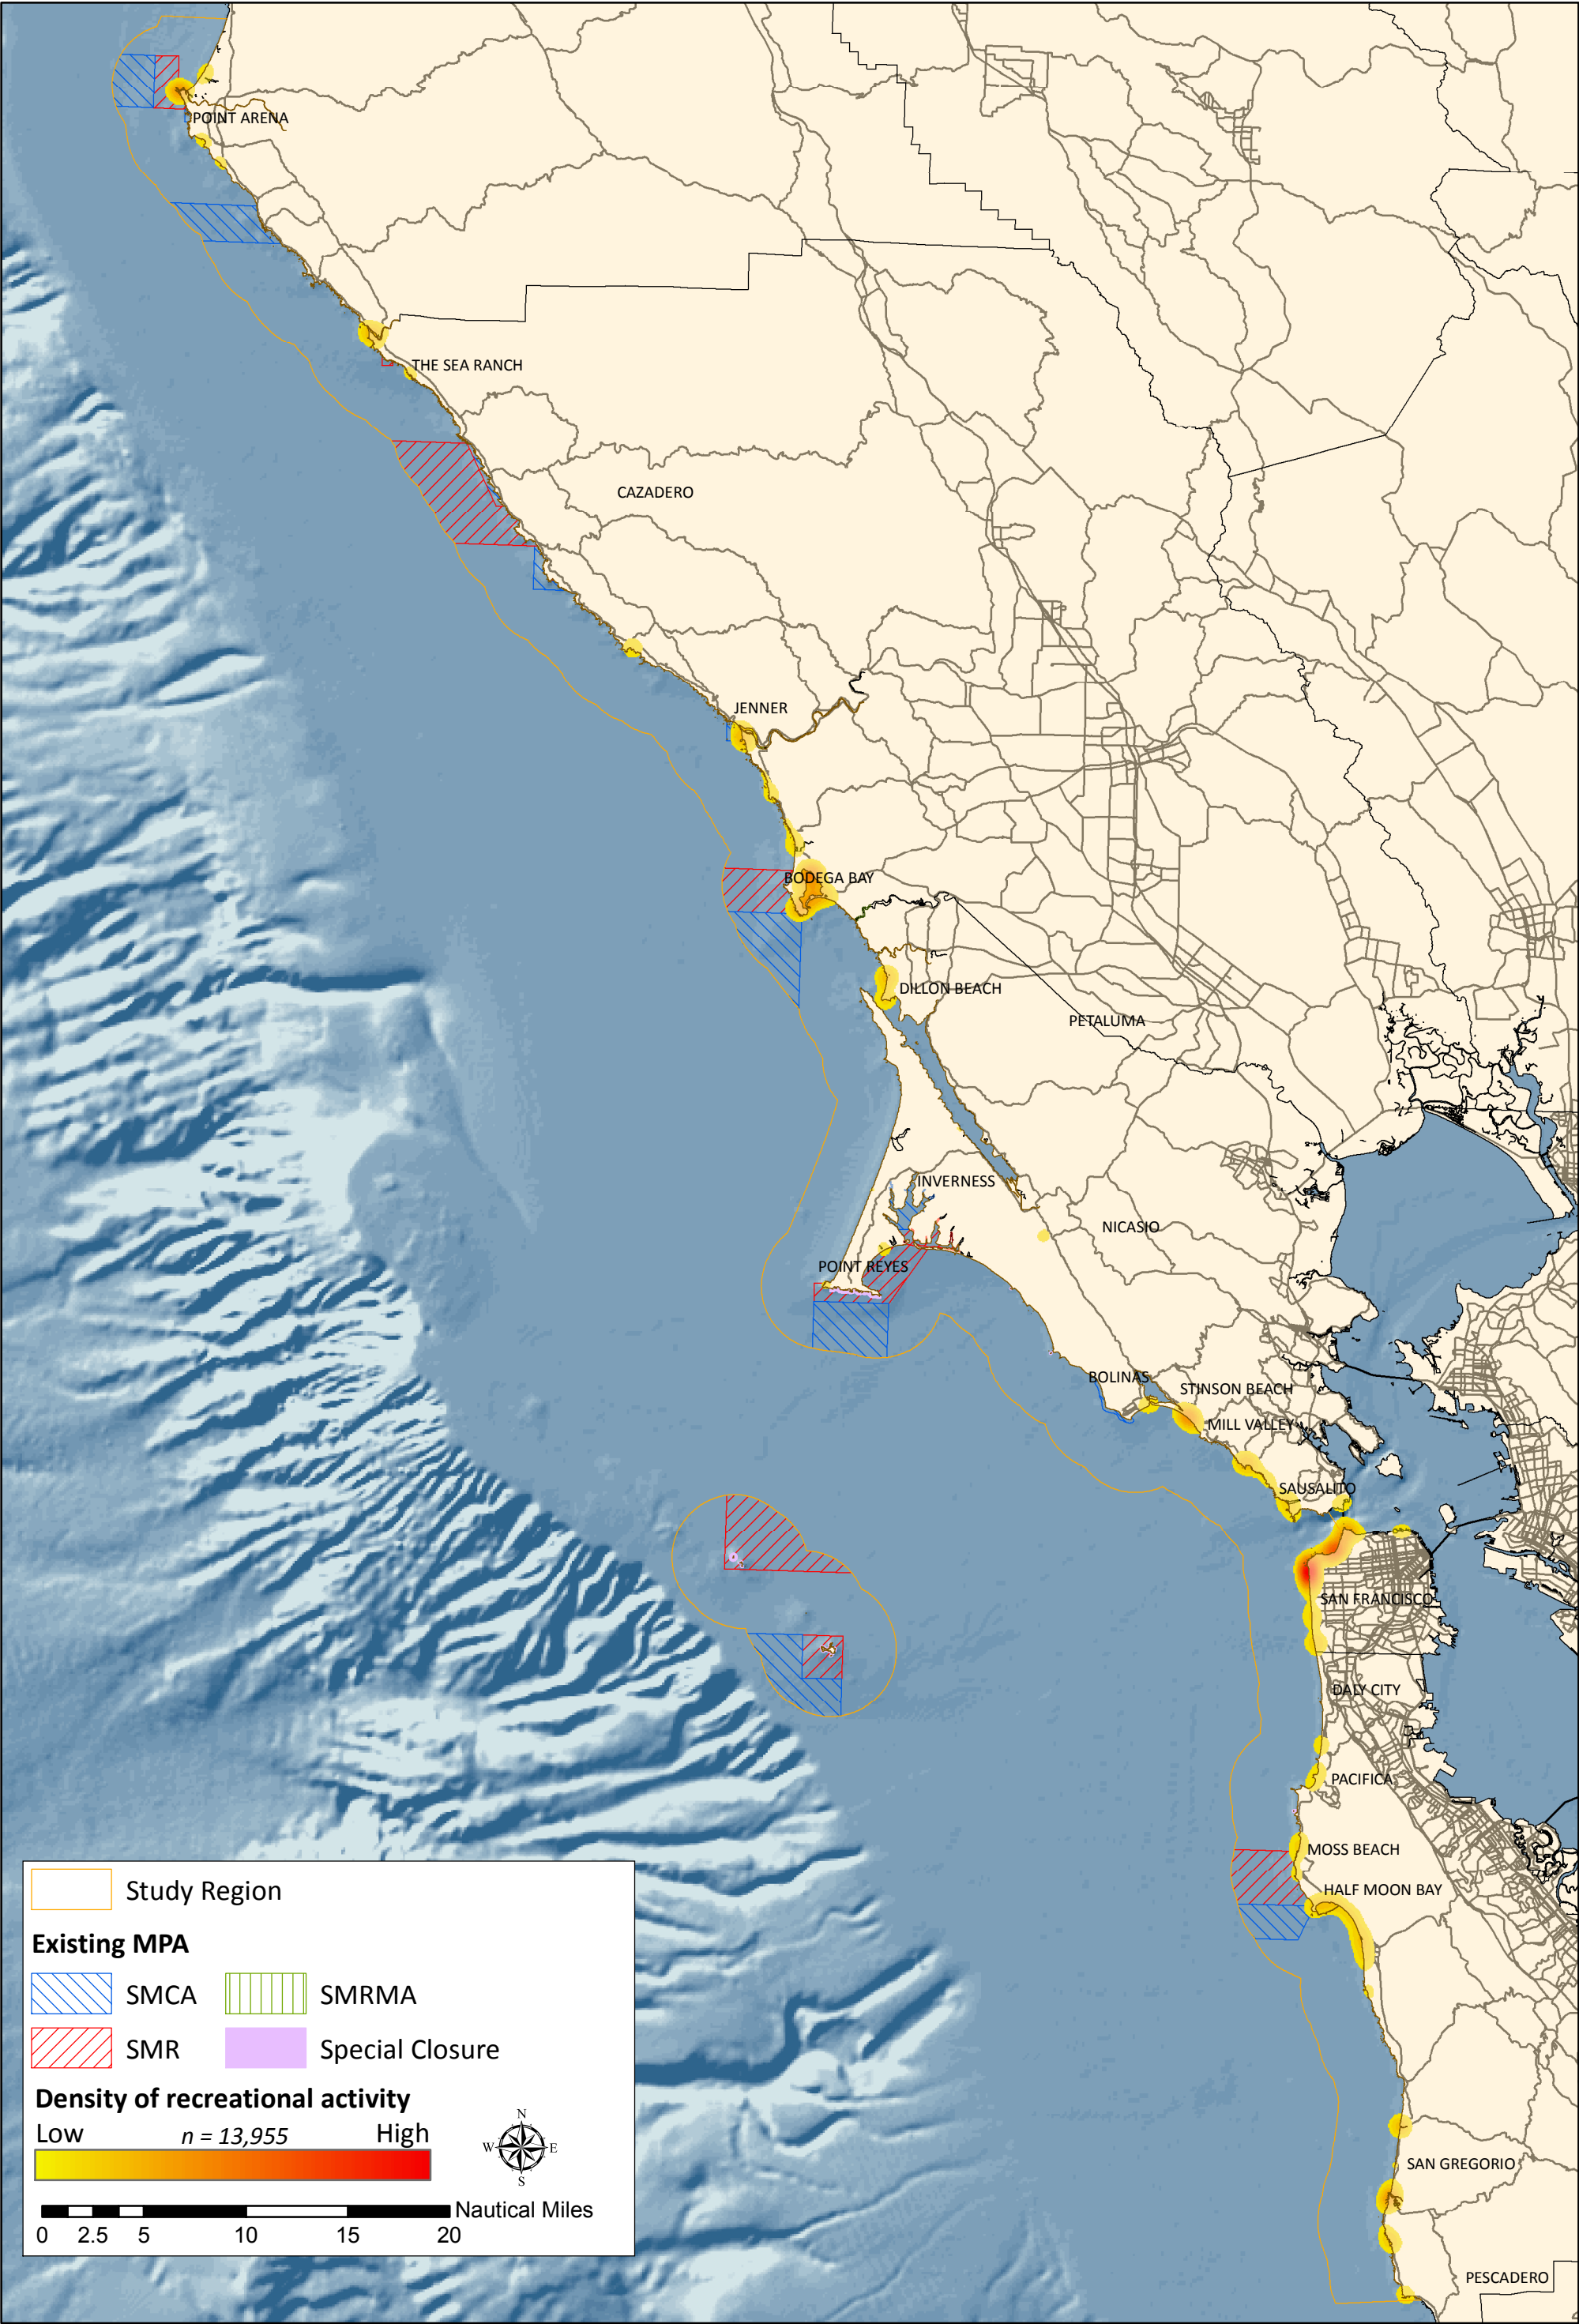 POINT ARENA
THE SEA RANCH
CAZADERO
JENNER
BODEGA BAY
DILLON BEACH
PETALUMA
INVERNESS
NICASIO
POINT REYES
BOLINAS
STINSON BEACH
MILL VALLEY
SAUSALITO
SAN FRANCISCO
DALY CITY
PACIFICA
MOSS BEACH
HALF MOON BAY
SAN GREGORIO
PESCADERO
Study Region
Existing MPA
SMCA SMRMA
SMR Special Closure
Density of recreational activity
Low n = 13,955 High
N
W E
S
Nautical Miles
0 2.5 5 10 15 20